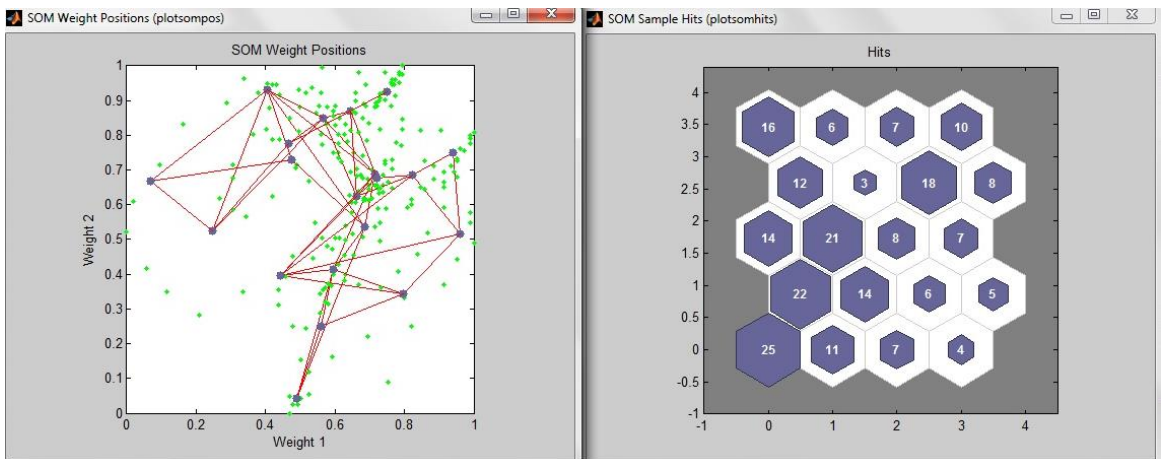 SOM Weight Positions (plotsompos)
SOM Weight Positions
1
0.9
0.8
0.7
0.6
0.5
0.4
0.3
0.2
0.1
0
Weight 2
0 0.2 0.4 0.6 0.8 1
Weight 1
SOM Sample Hits (plotsomhits)
Hits
4
3.5
3
2.5
2
1.5
1
0.5
0
-0.5
-1
16 6 7 10
12 3 18 8
14 21 8 7
22 14 6 5
25 11 7 4
-1 0 1 2 3 4